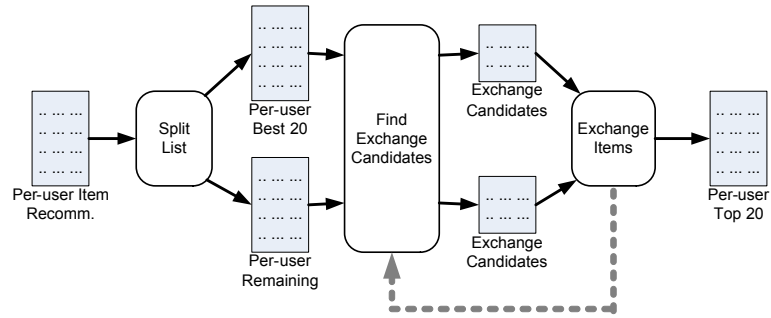 .. ... ...
.. ... ...
.. ... ...
.. ... ...
Per-user Item
Recomm.
Split
List
.. ... ...
.. ... ...
.. ... ...
.. ... ...
Per-user
Best 20
.. ... ...
.. ... ...
.. ... ...
.. ... ...
Per-user
Remaining
Find
Exchange
Candidates
.. ... ...
.. ... ...
Exchange
Candidates
.. ... ...
.. ... ...
Exchange
Candidates
Exchange
Items
.. ... ...
.. ... ...
.. ... ...
.. ... ...
Per-user
Top 20